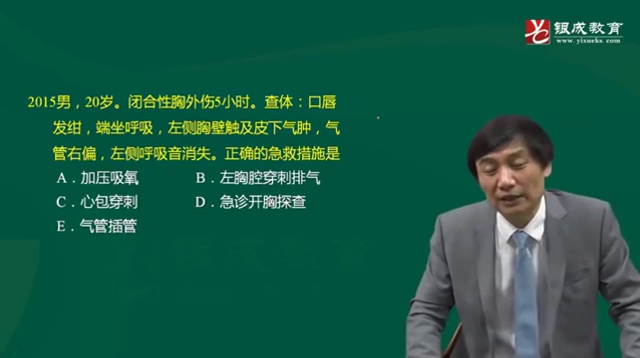 银成教育
www.yixueks.com
2015男，20岁。闭合性胸外伤5小时。查体：口唇
发绀，端坐呼吸，左侧胸壁触及皮下气肿，气
管右偏，左侧呼吸音消失。正确的急救措施是
A．加压吸氧 B．左胸腔穿刺排气
C．心包穿刺 D．急诊开胸探查
E．气管插管
银成教育